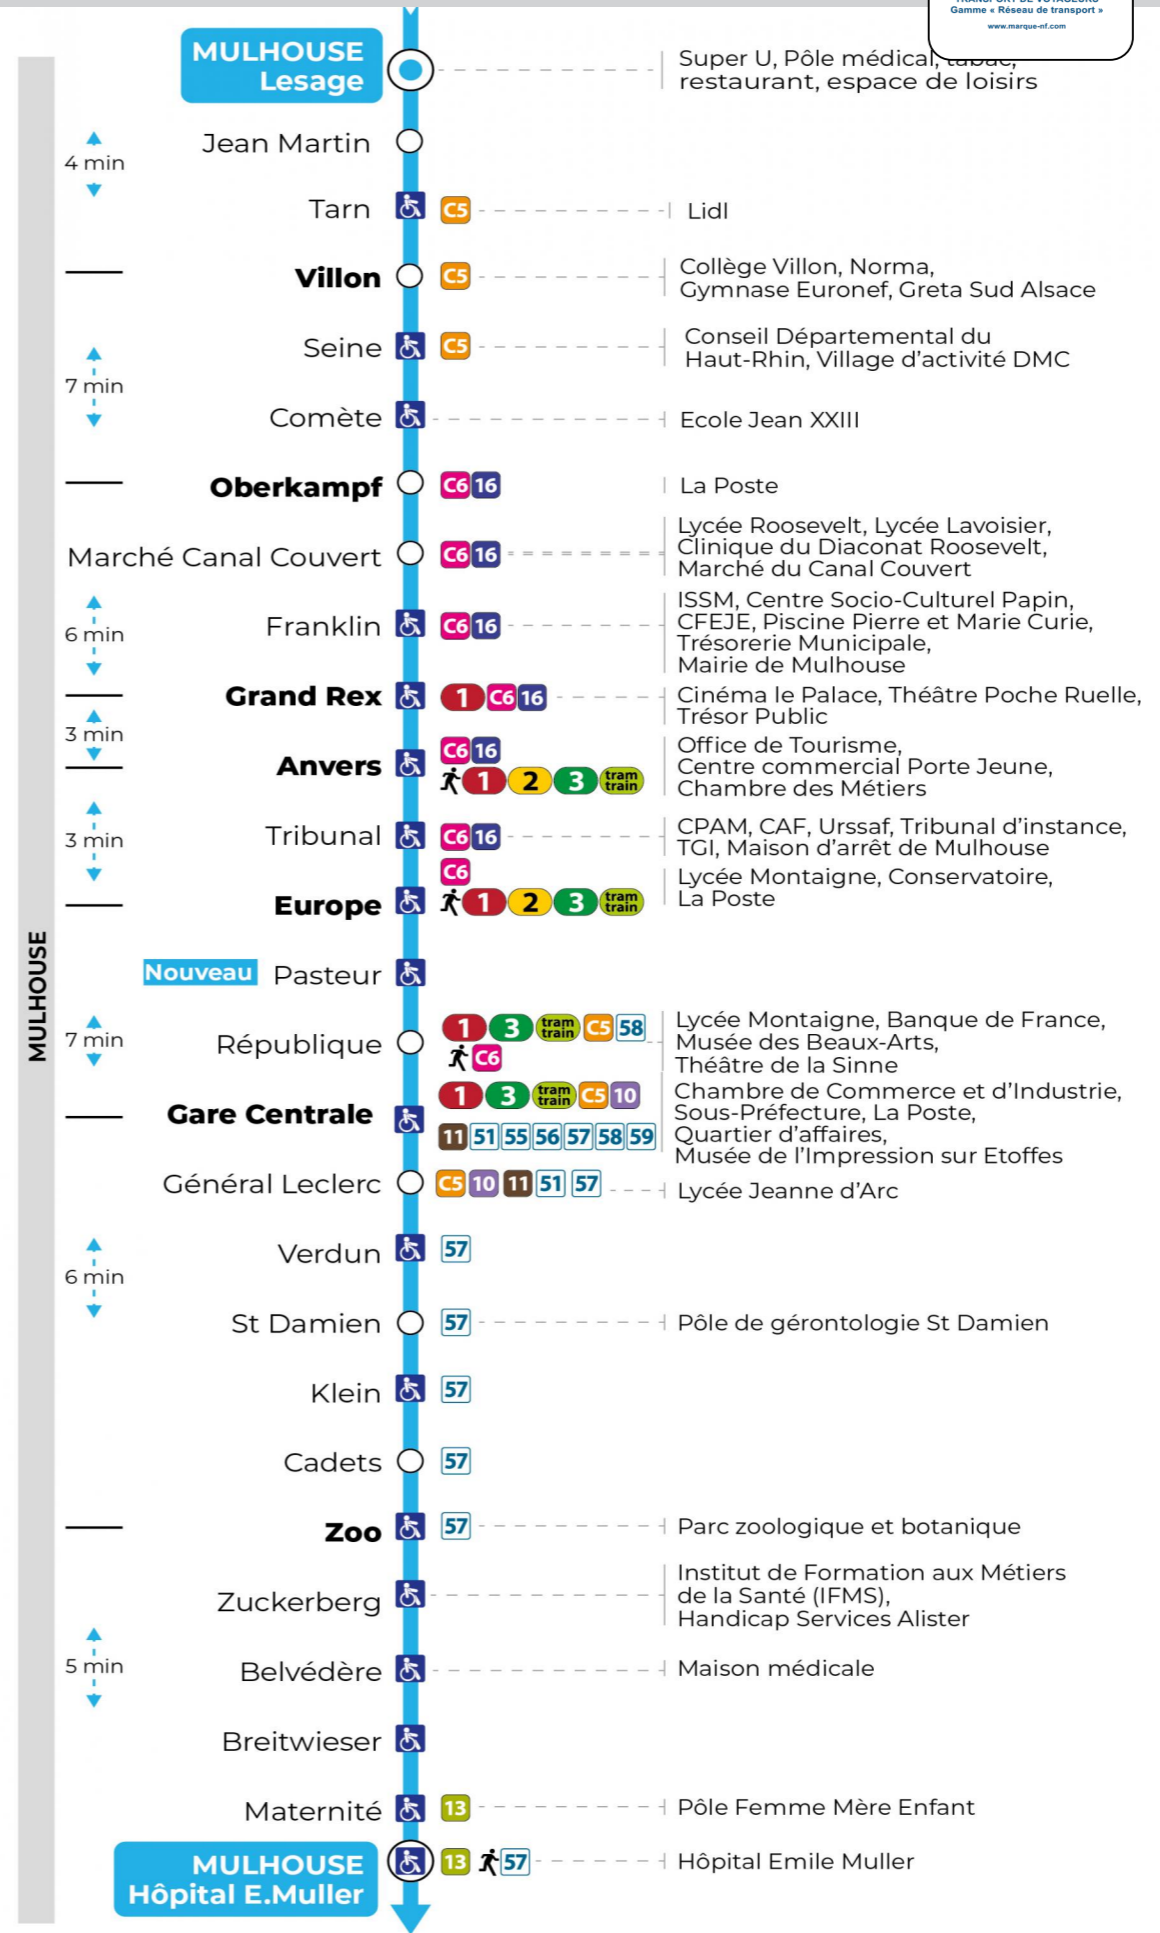 TRANSPORT DE VOYAGEURS
Gamme « Réseau de transport »
www.marque-nf.com
MULHOUSE
Lesage
Super U, Pôle médical, tabac,
restaurant, espace de loisirs
Jean Martin
4 min
Tarn
C5
Lidl
Villon
C5
Collège Villon, Norma,
Gymnase Euronef, Greta Sud Alsace
Seine
C5
Conseil Départemental du
Haut-Rhin, Village d’activité DMC
7 min
Comète
Ecole Jean XXIII
Oberkampf
C6 16
La Poste
Marché Canal Couvert
C6 16
Lycée Roosevelt, Lycée Lavoisier,
Clinique du Diaconat Roosevelt,
Marché du Canal Couvert
6 min
Franklin
C6 16
ISSM, Centre Socio-Culturel Papin,
CFEJE, Piscine Pierre et Marie Curie,
Trésorerie Municipale,
Mairie de Mulhouse
Grand Rex
1 C6 16
Cinéma le Palace, Théâtre Poche Ruelle,
Trésor Public
3 min
Anvers
C6 16
1 2 3 tram train
Office de Tourisme,
Centre commercial Porte Jeune,
Chambre des Métiers
3 min
Tribunal
C6 16
CPAM, CAF, Urssaf, Tribunal d’instance,
TGI, Maison d’arrêt de Mulhouse
Europe
C6
1 2 3 tram train
Lycée Montaigne, Conservatoire,
La Poste
MULHOUSE
Nouveau Pasteur
7 min
République
1 3 tram train C5 58
C6
Lycée Montaigne, Banque de France,
Musée des Beaux-Arts,
Théâtre de la Sinne
Gare Centrale
1 3 tram train C5 10
11 51 55 56 57 58 59
Chambre de Commerce et d’Industrie,
Sous-Préfecture, La Poste,
Quartier d’affaires,
Musée de l’Impression sur Etoffes
Général Leclerc
C5 10 11 51 57
Lycée Jeanne d’Arc
Verdun
57
6 min
St Damien
57
Pôle de gérontologie St Damien
Klein
57
Cadets
57
Zoo
57
Parc zoologique et botanique
Zuckerberg
Institut de Formation aux Métiers
de la Santé (IFMS),
Handicap Services Alister
5 min
Belvédère
Maison médicale
Breitwieser
Maternité
13
Pôle Femme Mère Enfant
MULHOUSE
Hôpital E.Muller
13 57
Hôpital Emile Muller